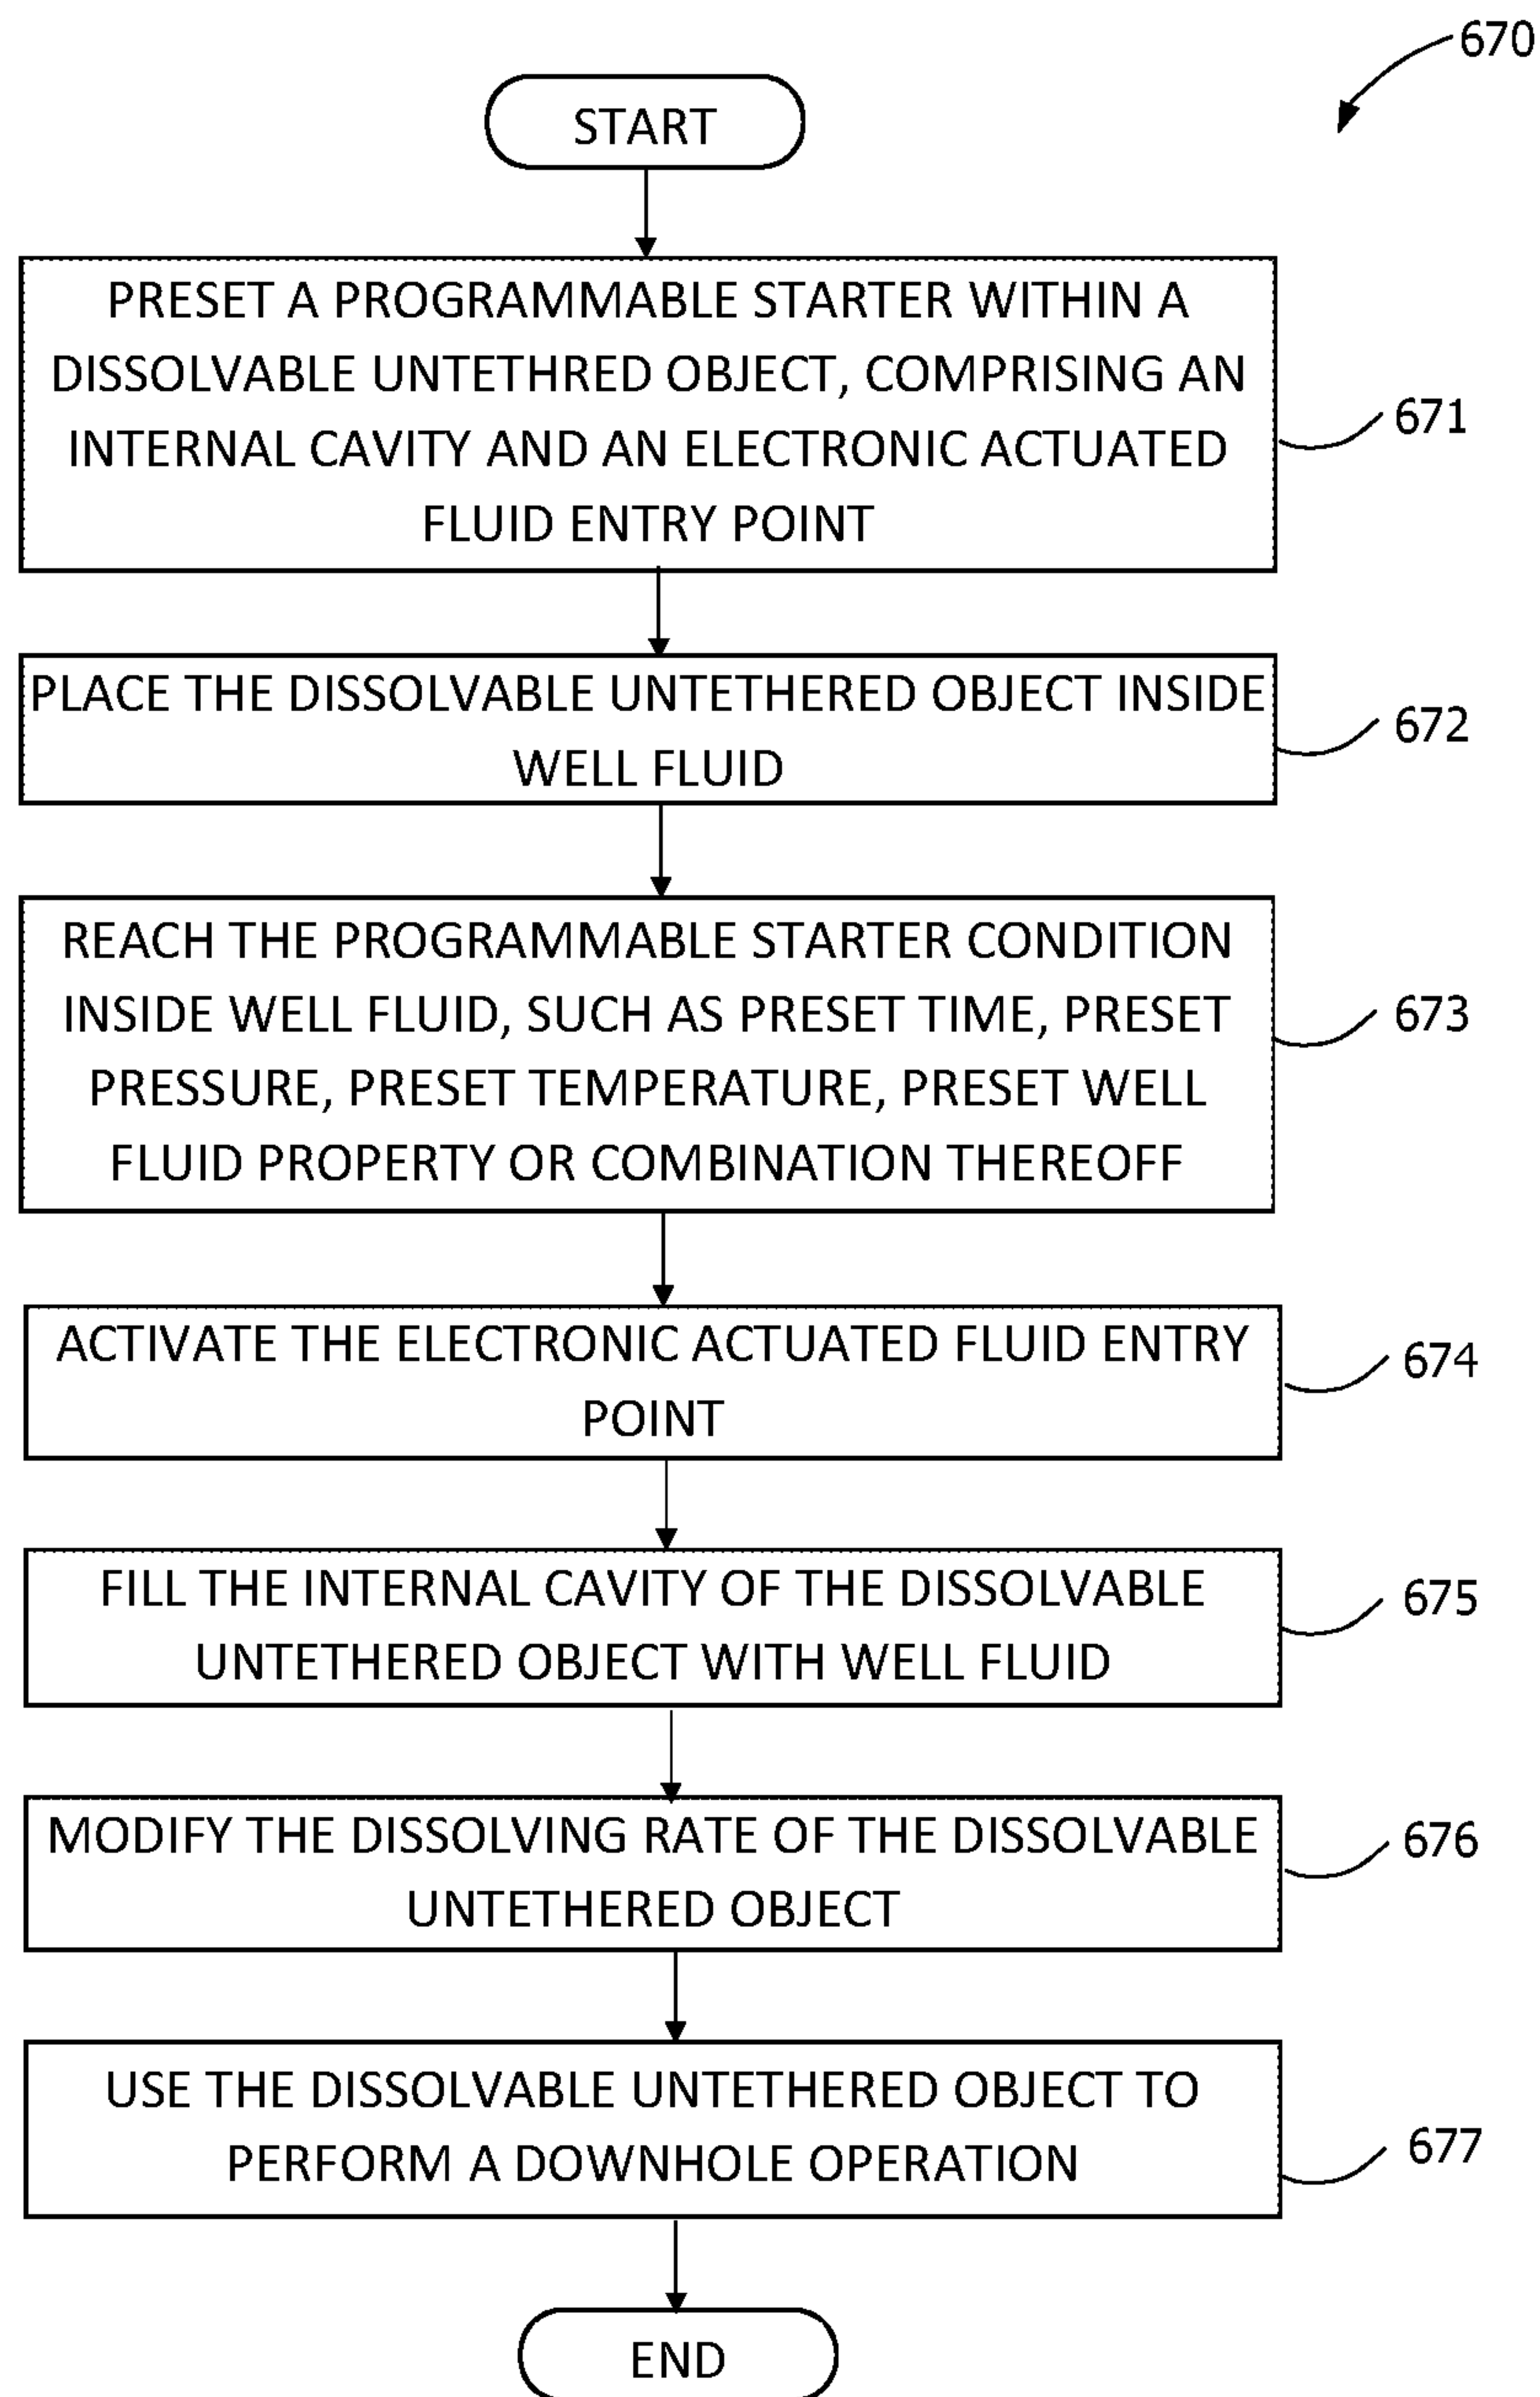 670
START
PRESET A PROGRAMMABLE STARTER WITHIN A
DISSOLVABLE UNTETHRED OBJECT, COMPRISING AN
INTERNAL CAVITY AND AN ELECTRONIC ACTUATED
FLUID ENTRY POINT
671
PLACE THE DISSOLVABLE UNTETHERED OBJECT INSIDE
WELL FLUID
672
REACH THE PROGRAMMABLE STARTER CONDITION
INSIDE WELL FLUID, SUCH AS PRESET TIME, PRESET
PRESSURE, PRESET TEMPERATURE, PRESET WELL
FLUID PROPERTY OR COMBINATION THEREOFF
673
ACTIVATE THE ELECTRONIC ACTUATED FLUID ENTRY
POINT
674
FILL THE INTERNAL CAVITY OF THE DISSOLVABLE
UNTETHERED OBJECT WITH WELL FLUID
675
MODIFY THE DISSOLVING RATE OF THE DISSOLVABLE
UNTETHERED OBJECT
676
USE THE DISSOLVABLE UNTETHERED OBJECT TO
PERFORM A DOWNHOLE OPERATION
677
END